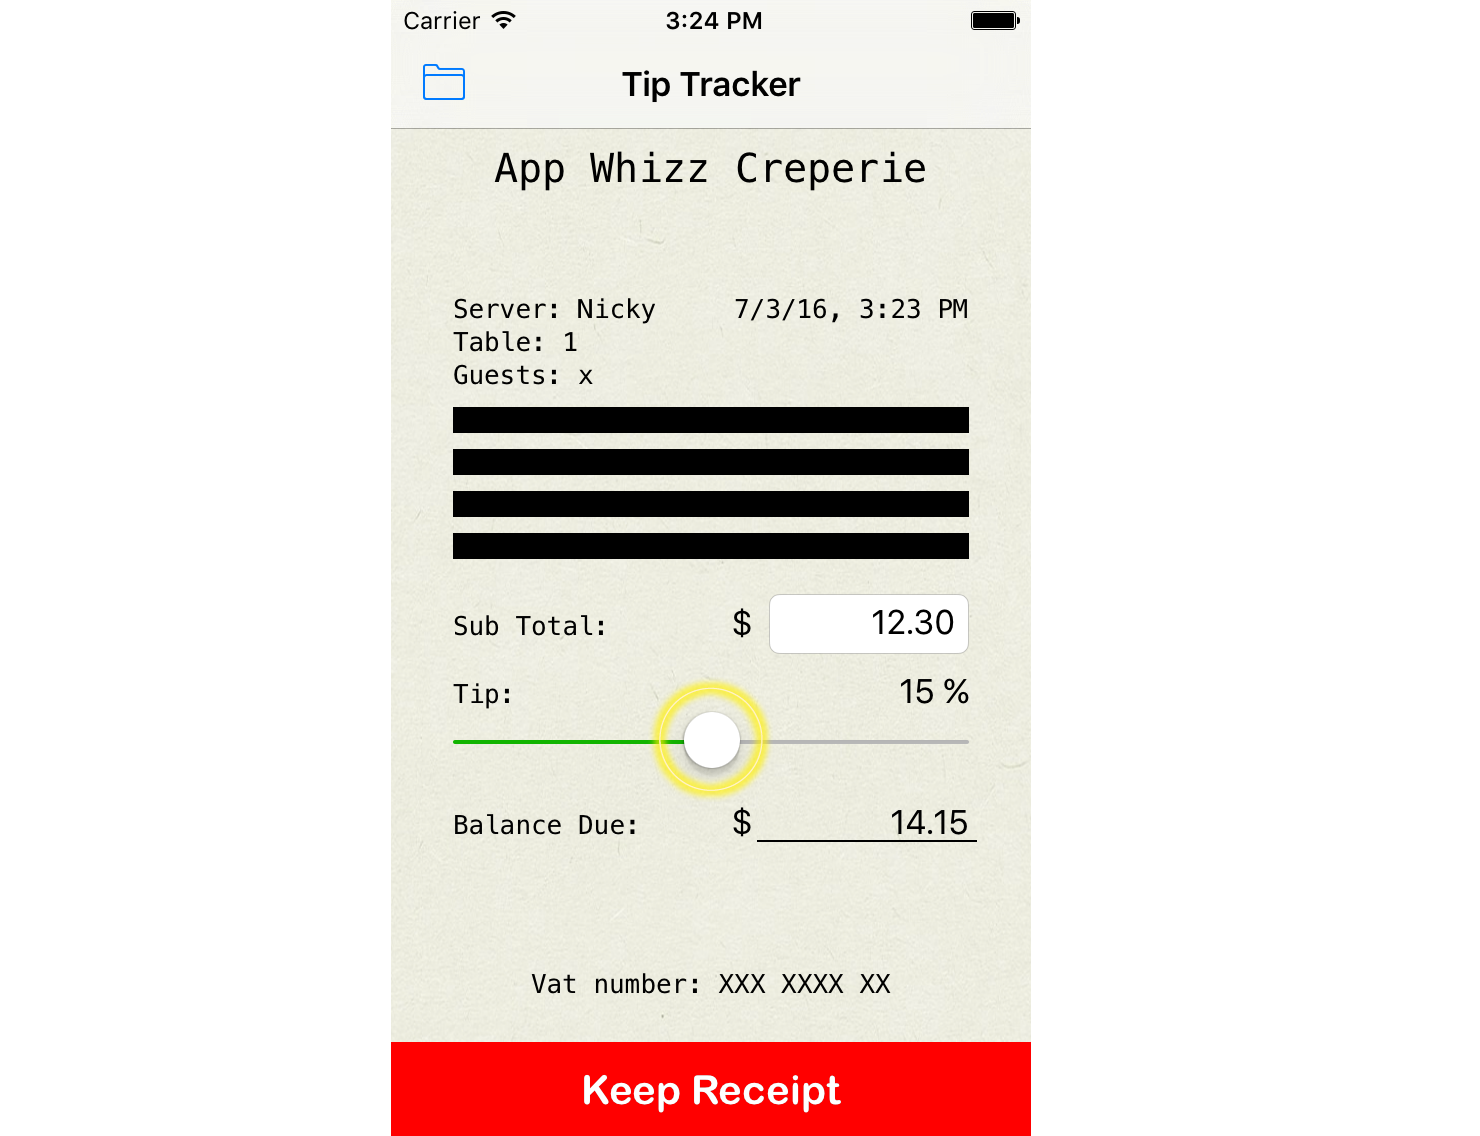 Carrier 3:24 PM
Tip Tracker
App Whizz Creperie
Server: Nicky 7/3/16, 3:23 PM
Table: 1
Guests: x
Sub Total: $ 12.30
Tip: 15 %
Balance Due: $ 14.15
Vat number: XXX XXXX XX
Keep Receipt